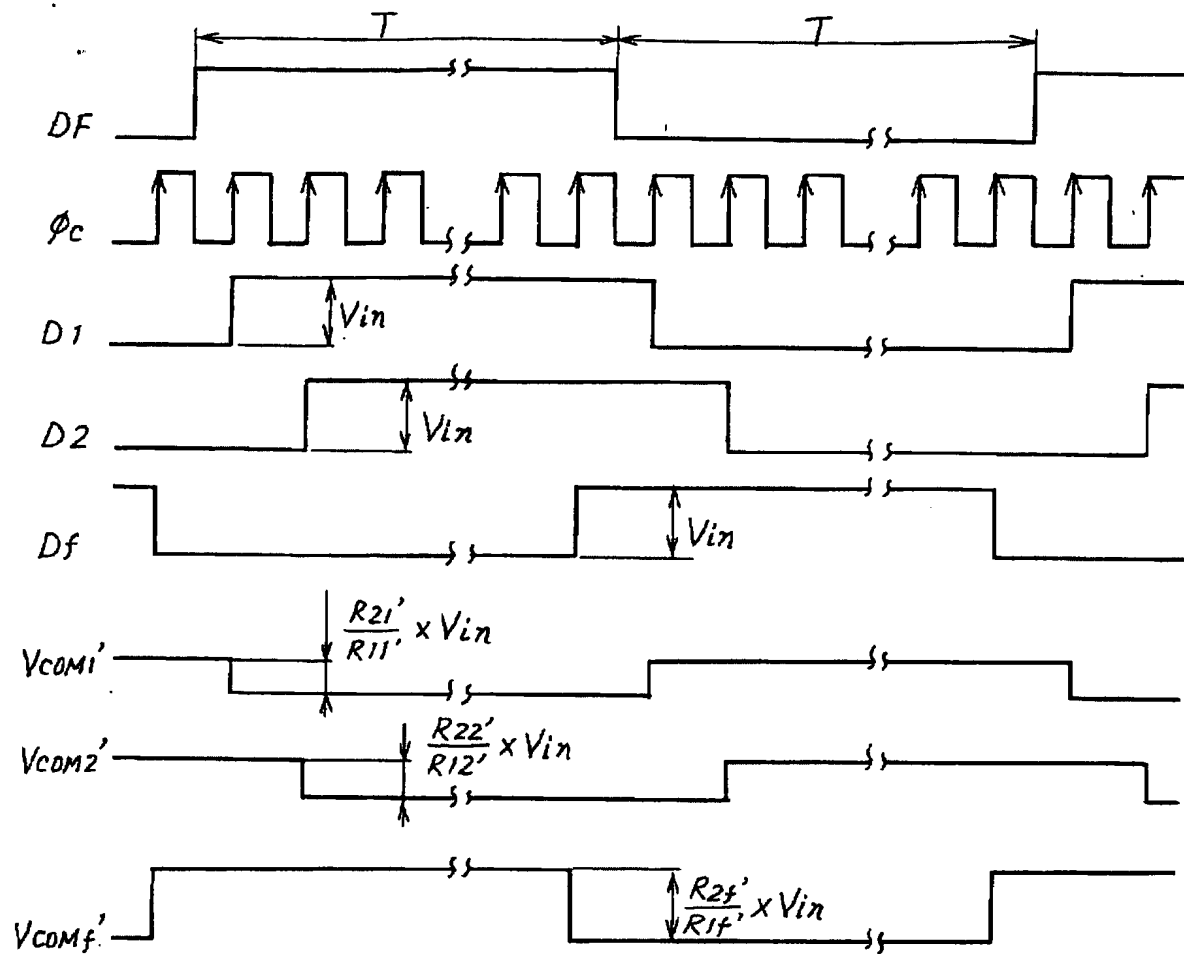 T T
DF
φc
D1 Vin
D2 Vin
Df Vin
VCOM1' R21'/R11' × Vin
VCOM2' R22'/R12' × Vin
VCOMf' R2f'/R1f' × Vin